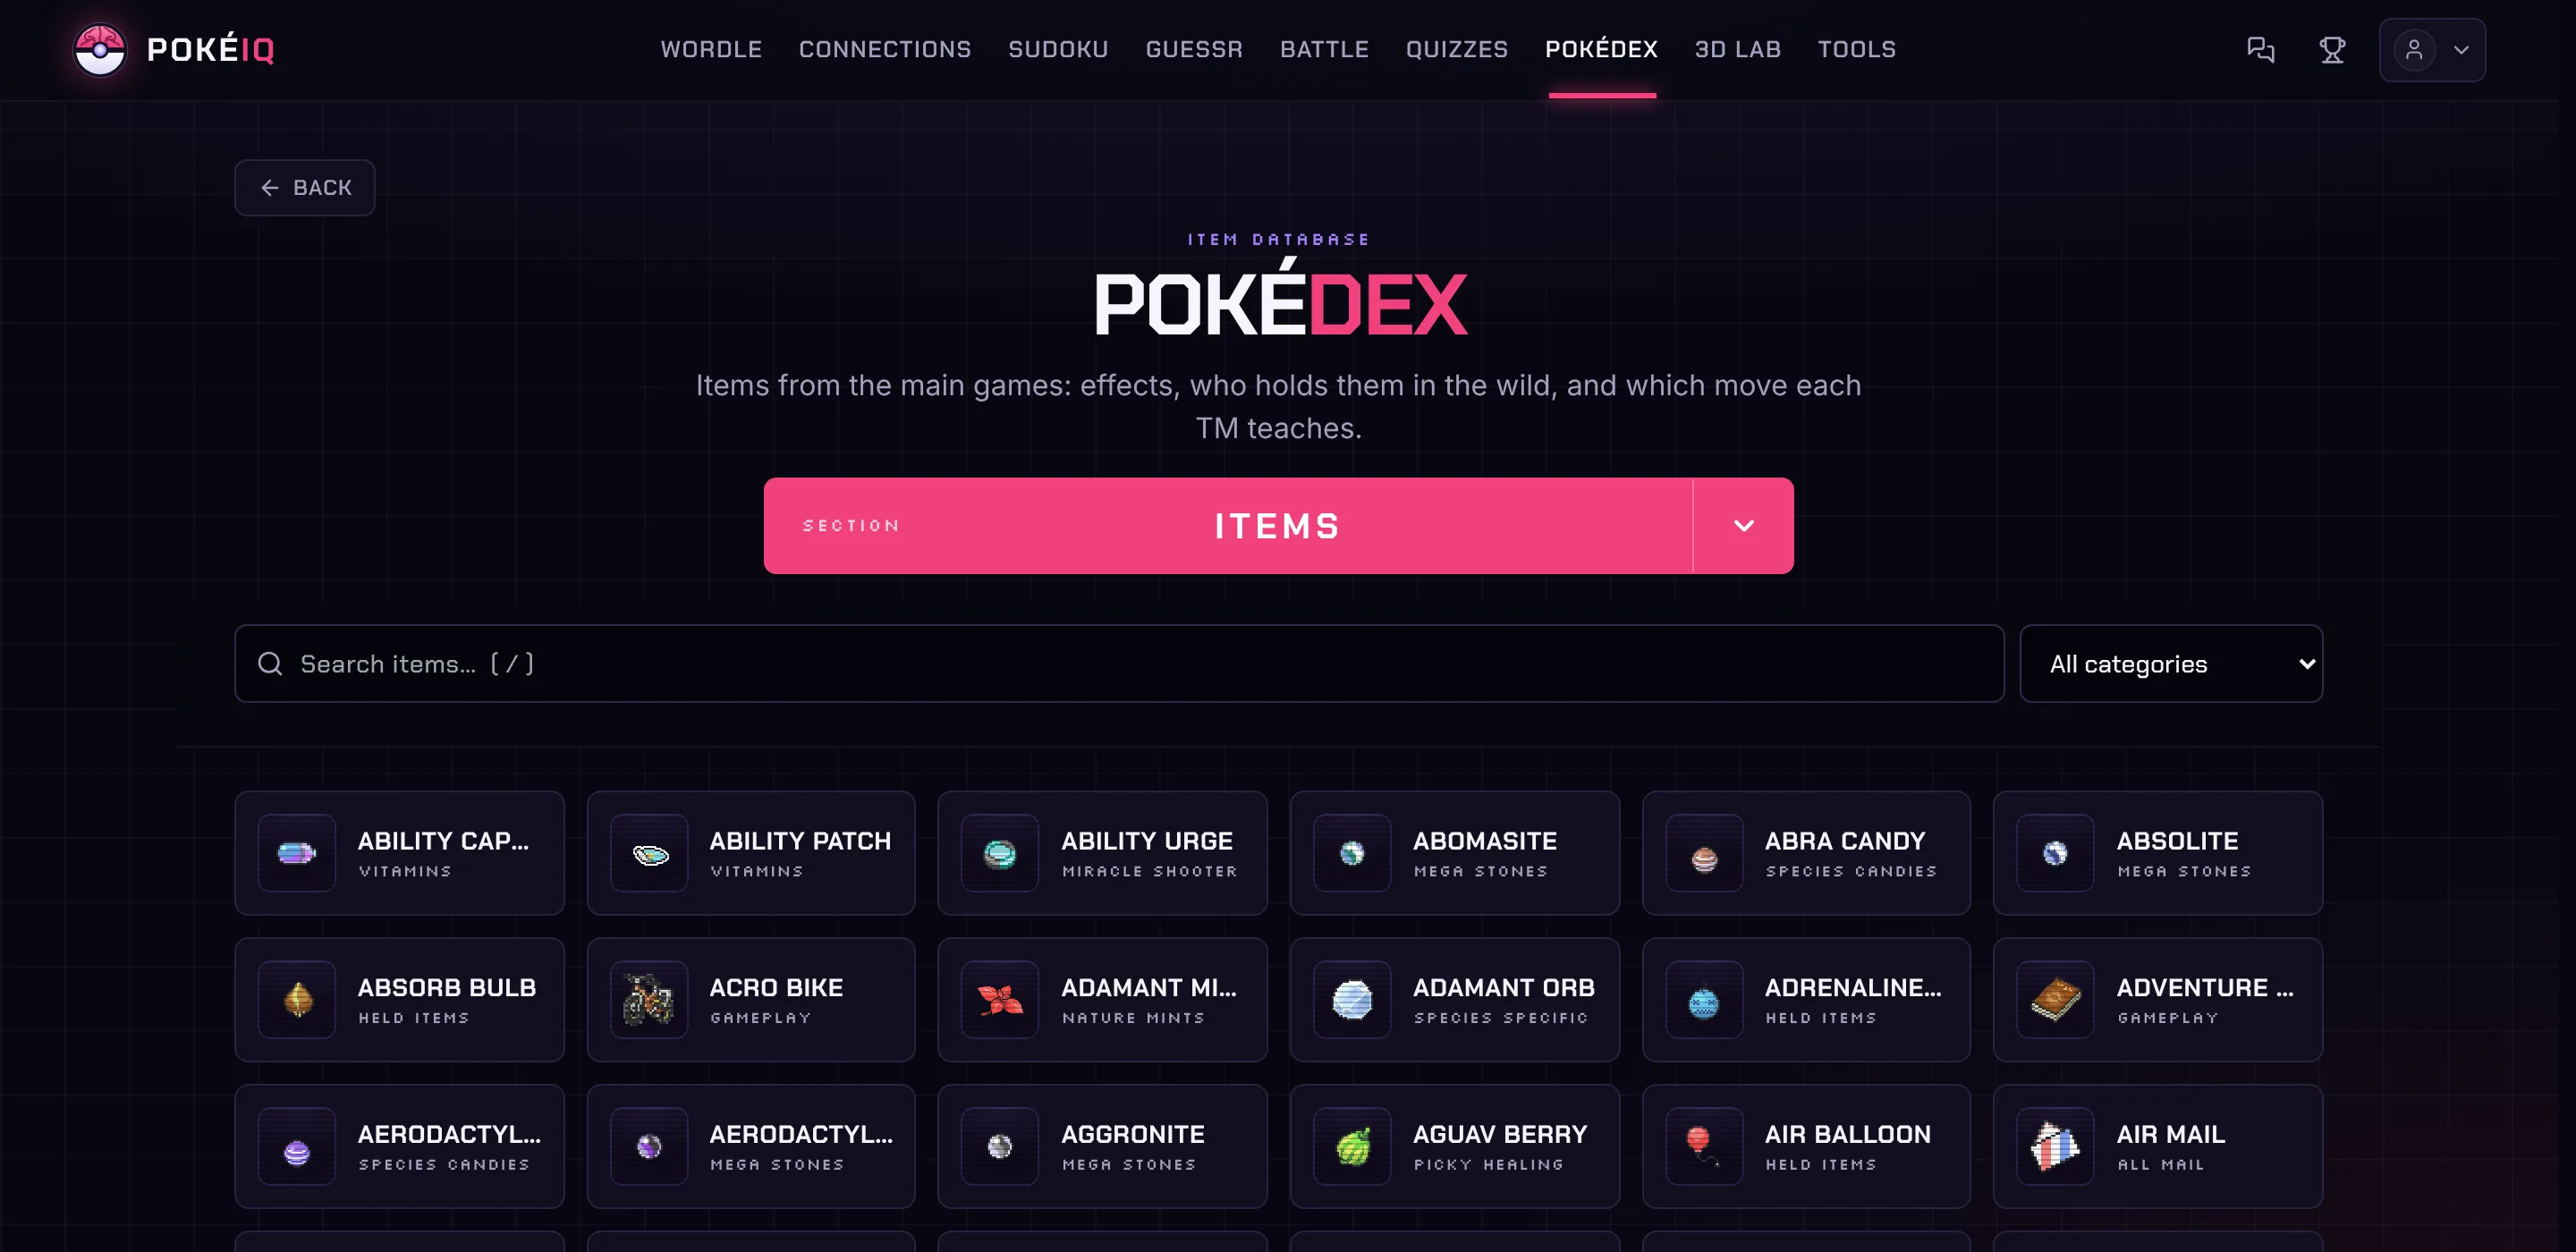 POKÉIQ
WORDLE CONNECTIONS SUDOKU GUESSR BATTLE QUIZZES POKÉDEX 3D LAB TOOLS
BACK
ITEM DATABASE
POKÉDEX
Items from the main games: effects, who holds them in the wild, and which move each
TM teaches.
SECTION ITEMS
Search items... [ / ] All categories
ABILITY CAP... ABILITY PATCH ABILITY URGE ABOMASITE ABRA CANDY ABSOLITE
VITAMINS VITAMINS MIRACLE SHOOTER MEGA STONES SPECIES CANDIES MEGA STONES
ABSORB BULB ACRO BIKE ADAMANT MI... ADAMANT ORB ADRENALINE... ADVENTURE ...
HELD ITEMS GAMEPLAY NATURE MINTS SPECIES SPECIFIC HELD ITEMS GAMEPLAY
AERODACTYL... AERODACTYL... AGGRONITE AGUAV BERRY AIR BALLOON AIR MAIL
SPECIES CANDIES MEGA STONES MEGA STONES PICKY HEALING HELD ITEMS ALL MAIL